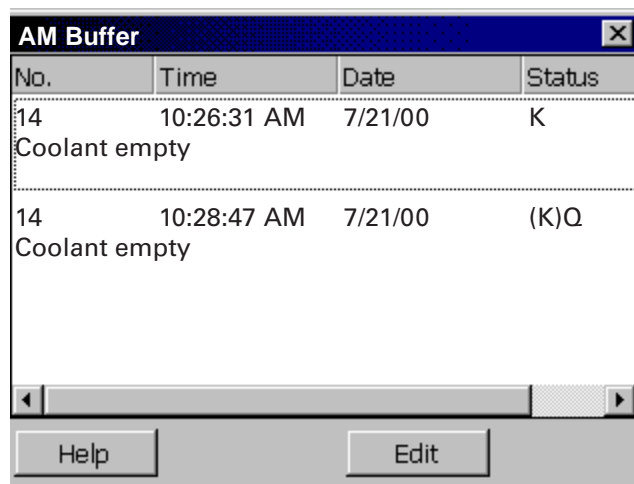 AM Buffer
No. Time Date Status
14 10:26:31 AM 7/21/00 K
Coolant empty
14 10:28:47 AM 7/21/00 (K)Q
Coolant empty
Help Edit